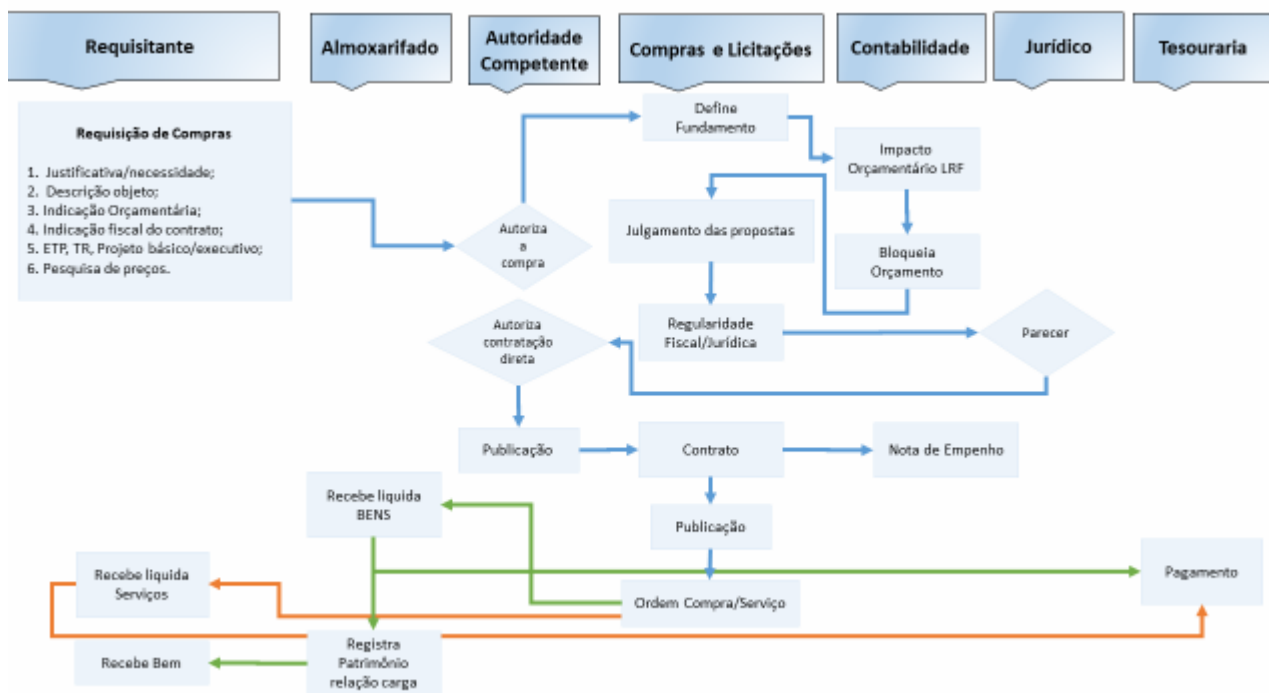 Requisitante
Almoxarifado
Autoridade
Competente
Compras e Licitações
Contabilidade
Jurídico
Tesouraria
Requisição de Compras
1. Justificativa/necessidade;
2. Descrição objeto;
3. Indicação Orçamentária;
4. Indicação fiscal do contrato;
5. ETP, TR, Projeto básico/executivo;
6. Pesquisa de preços.
Autoriza
a
compra
Define
Fundamento
Impacto
Orçamentário LRF
Bloqueia
Orçamento
Julgamento das propostas
Regularidade
Fiscal/Jurídica
Parecer
Autoriza
contratação
direta
Publicação
Contrato
Nota de Empenho
Publicação
Ordem Compra/Serviço
Recebe liquida
BENS
Recebe liquida
Serviços
Pagamento
Registra
Patrimônio
relação carga
Recebe Bem